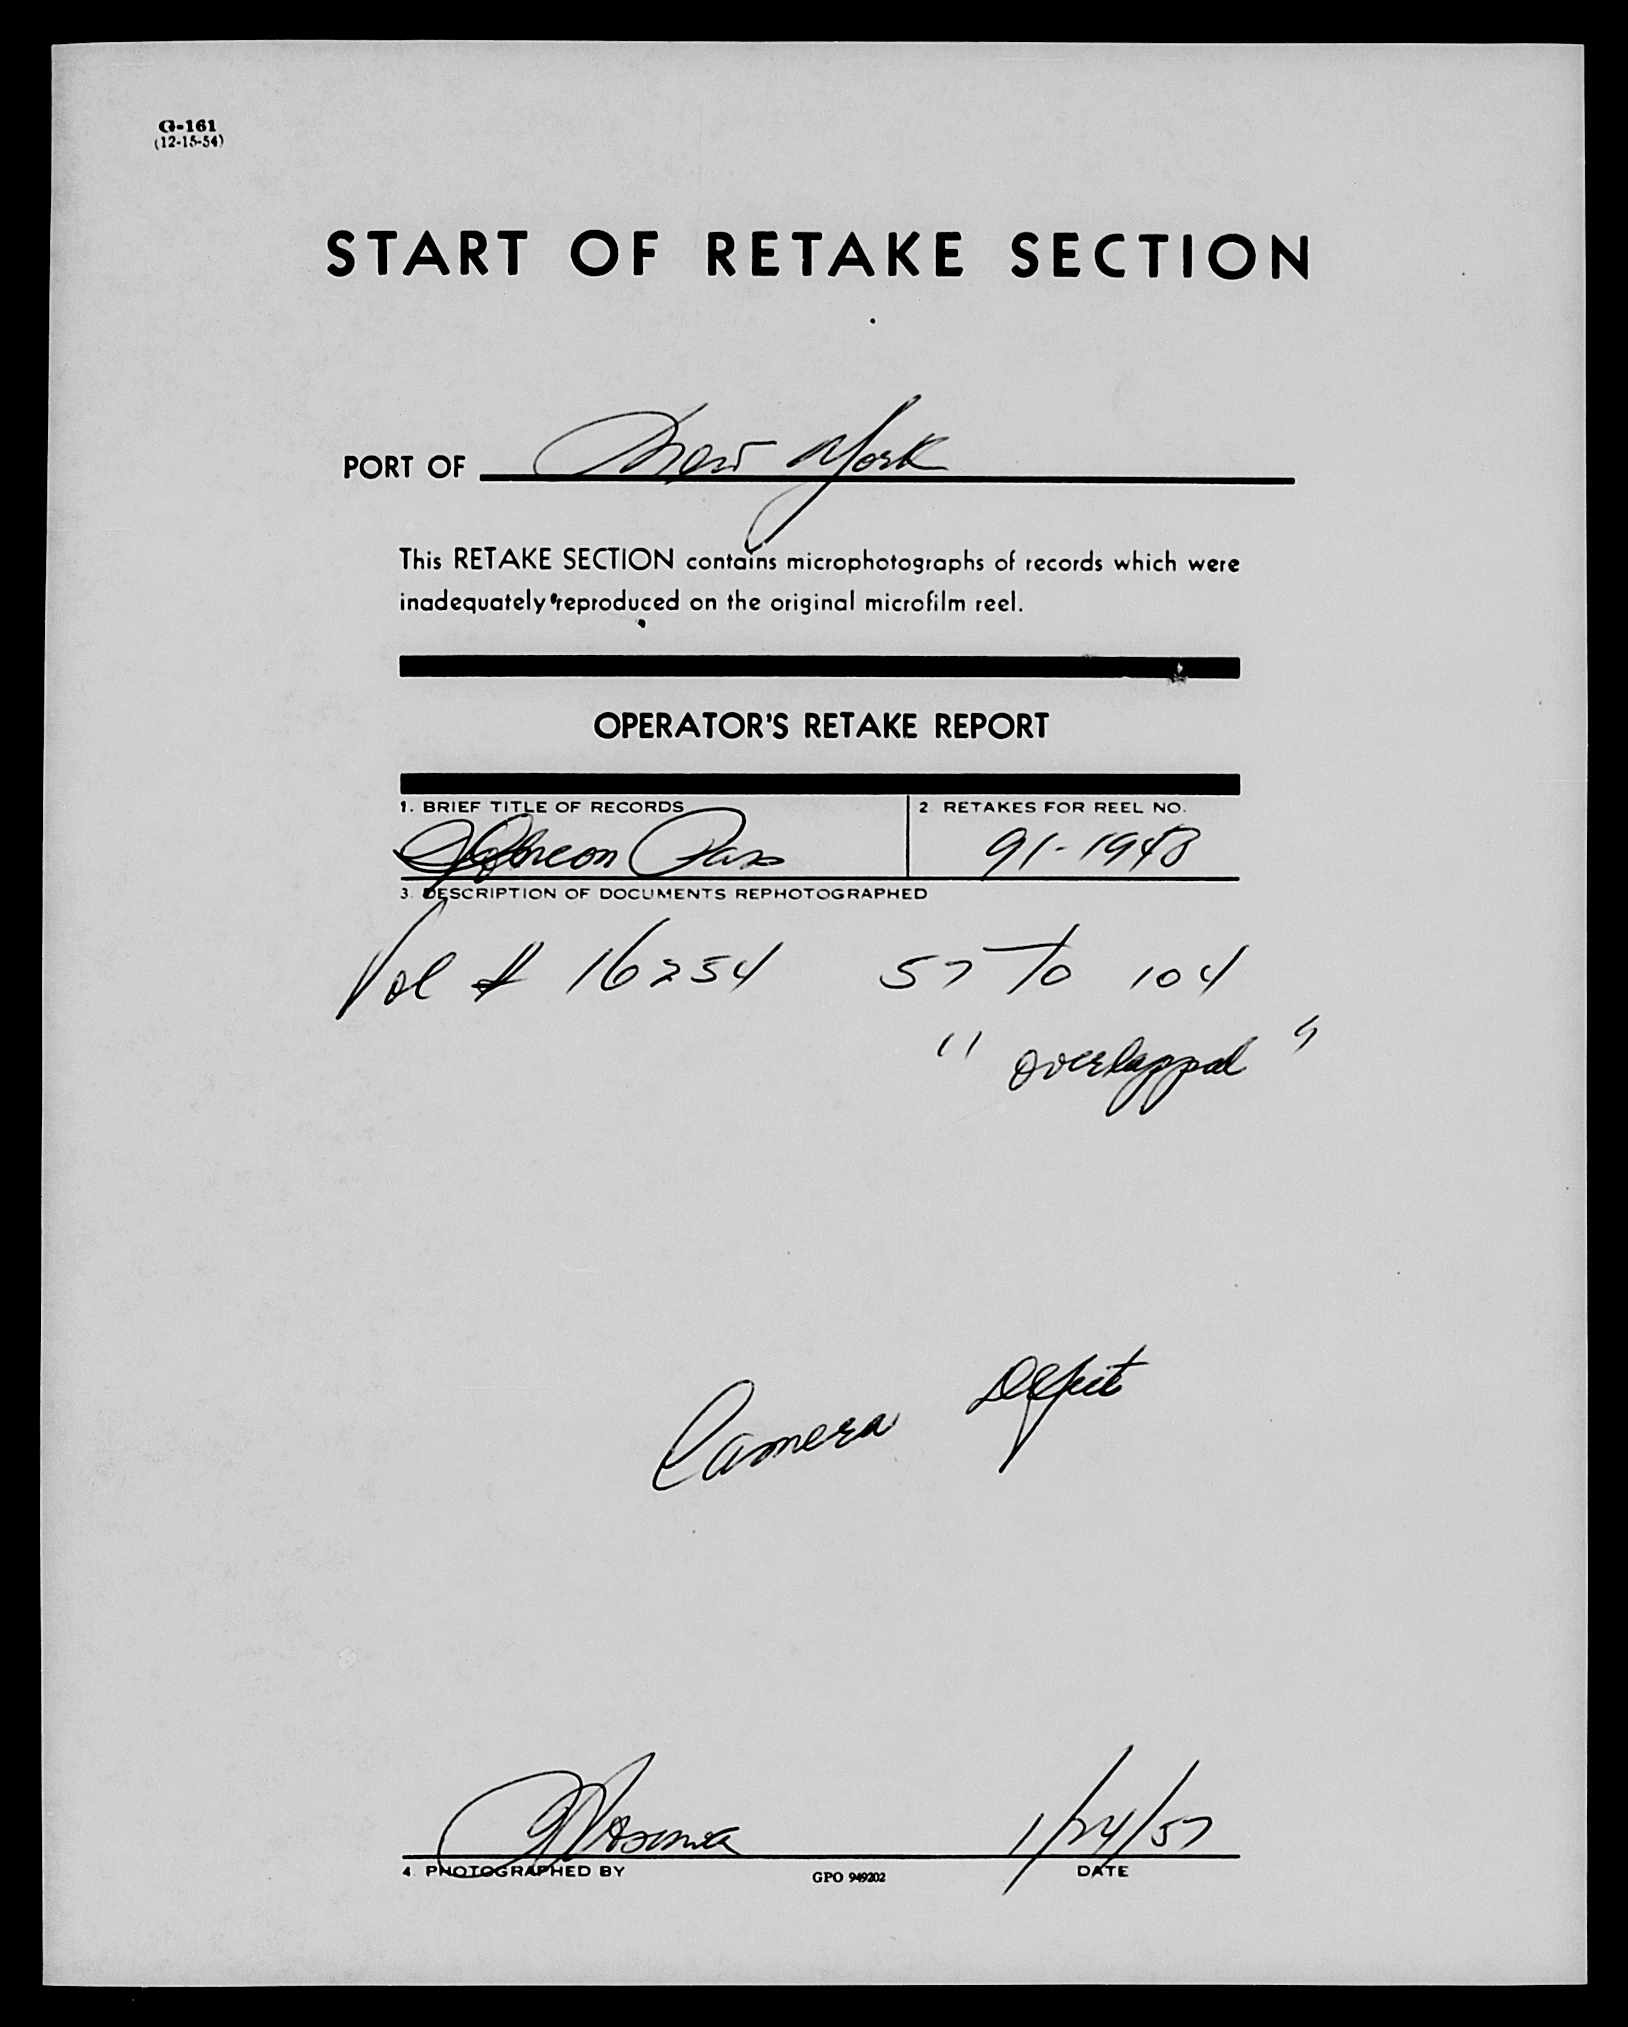 G-161
(12-15-54)
START OF RETAKE SECTION
PORT OF New York
This RETAKE SECTION contains microphotographs of records which were
inadequately reproduced on the original microfilm reel.
OPERATOR'S RETAKE REPORT
1. BRIEF TITLE OF RECORDS
2. RETAKES FOR REEL NO.
Pass
91-1948
3. DESCRIPTION OF DOCUMENTS REPHOTOGRAPHED
Vol # 16254 57 To 104
" overlapped "
Camera
1/24/57
4. PHOTOGRAPHED BY
GPO 949202
DATE